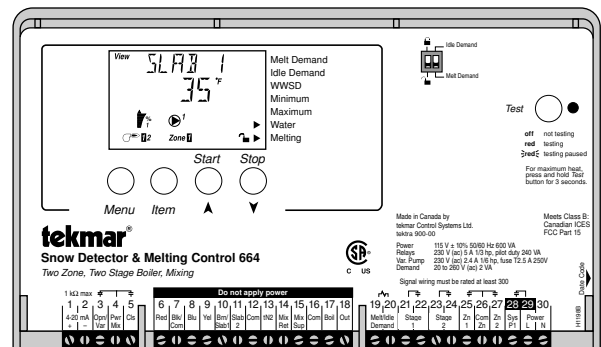 View
SLAB 1
35 °F
% 1
1
1 2 Zone 1
Melt Demand
Idle Demand
WWSD
Minimum
Maximum
Water
Melting
Start Stop
Menu Item
Idle Demand
Melt Demand
Test
off not testing
red testing
red testing paused
For maximum heat,
press and hold Test
button for 3 seconds.
tekmar®
Snow Detector & Melting Control 664
Two Zone, Two Stage Boiler, Mixing
SA®
C US
Made in Canada by
tekmar Control Systems Ltd.
tektra 900-00
Meets Class B:
Canadian ICES
FCC Part 15
Power 115 V ± 10% 50/60 Hz 600 VA
Relays 230 V (ac) 5 A 1/3 hp, pilot duty 240 VA
Var. Pump 230 V (ac) 2.4 A 1/6 hp, fuse T2.5 A 250V
Demand 20 to 260 V (ac) 2 VA
Signal wiring must be rated at least 300
Date Code
H1198B
1 kΩ max
Do not apply power
1 2 3 4 5 6 7 8 9 10 11 12 13 14 15 16 17 18 19 20 21 22 23 24 25 26 27 28 29 30
4-20 mA + – Opn/ Var Pwr Mix Cls Red Blk/ Com Blu Yel Brn/ Slab1 Slab 2 Com tN2 Mix Ret Mix Sup Com Boil Out Melt/Idle Demand Stage 1 Stage 2 Zn 1 Com Zn Zn 2 Sys P1 Power L N